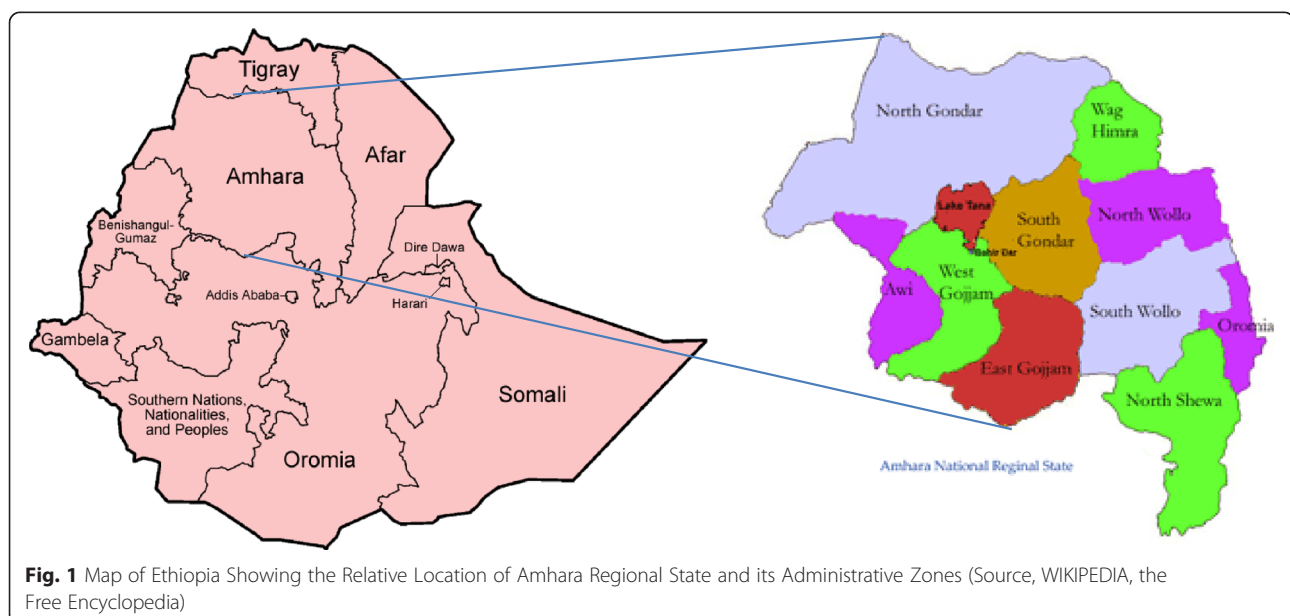 Tigray
Afar
Amhara
Benishangul-
Gumaz
Dire Dawa
Addis Ababa
Harari
Gambela
Southern Nations,
Nationalities,
and Peoples
Somali
Oromia
North Gondar
Wag
Himra
Lake Tana
South
Gondar
North Wollo
Bahir Dar
West
Gojjam
Awi
South Wollo
Oromia
East Gojjam
North Shewa
Amhara National Reginal State
Fig. 1 Map of Ethiopia Showing the Relative Location of Amhara Regional State and its Administrative Zones (Source, WIKIPEDIA, the
Free Encyclopedia)